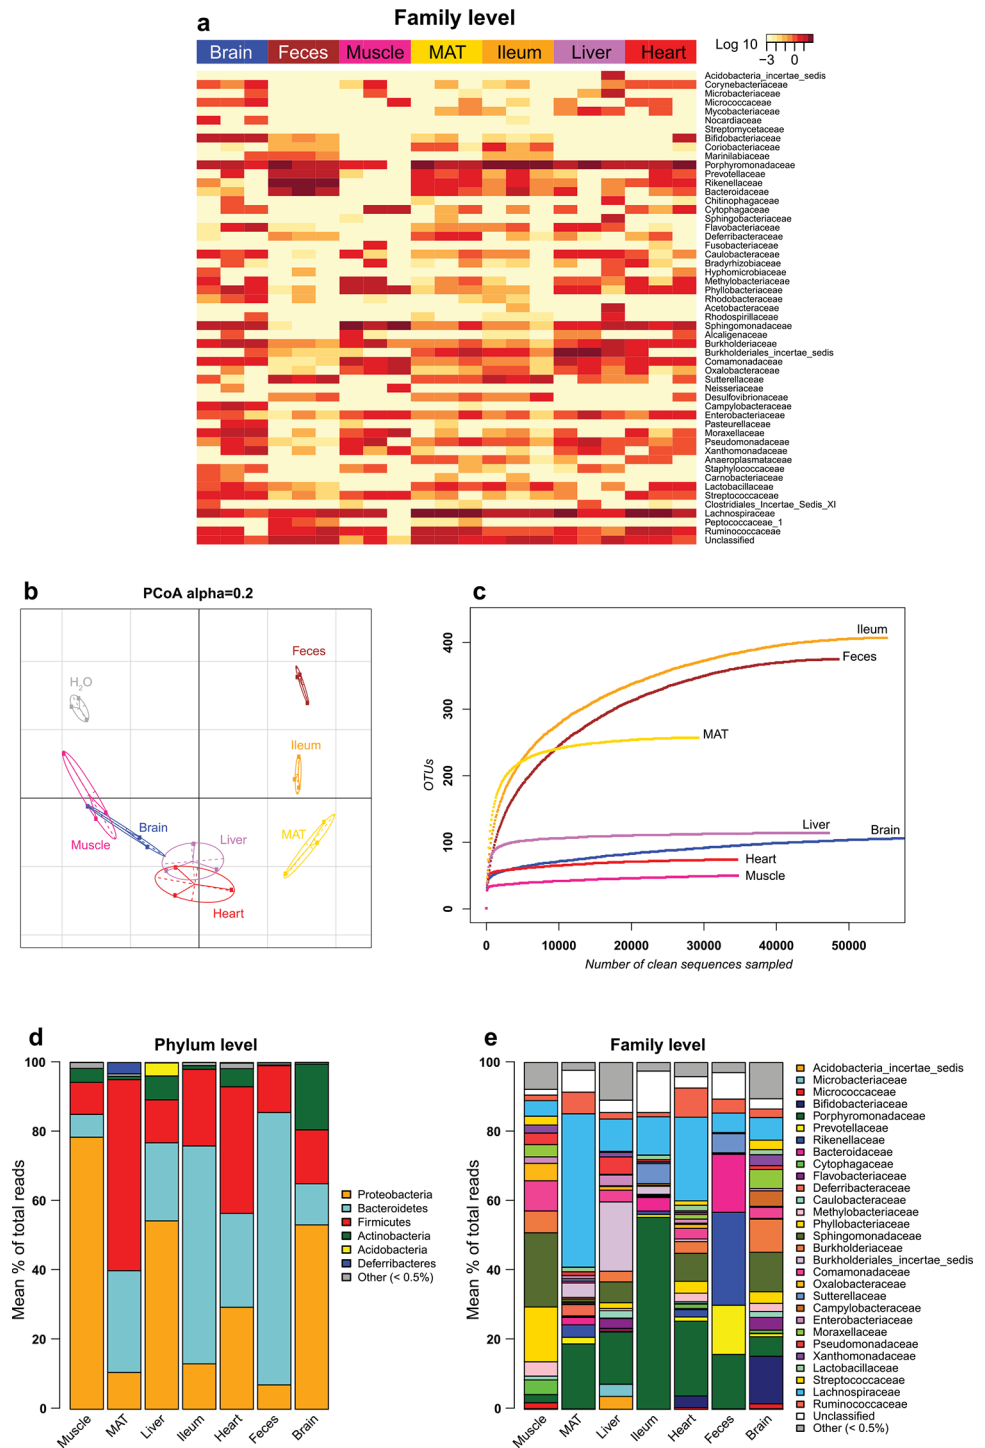 a
Family level
Brain Feces Muscle MAT Ileum Liver Heart
Log 10
−3 0
Acidobacteria_incertae_sedis
Corynebacteriaceae
Microbacteriaceae
Micrococcaceae
Mycobacteriaceae
Nocardiaceae
Streptomycetaceae
Bifidobacteriaceae
Coriobacteriaceae
Marinilabiaceae
Porphyromonadaceae
Prevotellaceae
Rikenellaceae
Bacteroidaceae
Chitinophagaceae
Cytophagaceae
Sphingobacteriaceae
Flavobacteriaceae
Deferribacteraceae
Fusobacteriaceae
Caulobacteraceae
Bradyrhizobiaceae
Hyphomicrobiaceae
Methylobacteriaceae
Phyllobacteriaceae
Rhodobacteraceae
Acetobacteraceae
Rhodospirillaceae
Sphingomonadaceae
Alcaligenaceae
Burkholderiaceae
Burkholderiales_incertae_sedis
Comamonadaceae
Oxalobacteraceae
Sutterellaceae
Neisseriaceae
Desulfovibrionaceae
Campylobacteraceae
Enterobacteriaceae
Pasteurellaceae
Moraxellaceae
Pseudomonadaceae
Xanthomonadaceae
Anaeroplasmataceae
Staphylococcaceae
Carnobacteriaceae
Lactobacillaceae
Streptococcaceae
Clostridiales_Incertae_Sedis_XI
Lachnospiraceae
Peptococcaceae_1
Ruminococcaceae
Unclassified
b
PCoA alpha=0.2
Feces
H2O
Ileum
Brain
MAT
Muscle
Liver
Heart
c
400
300
200
100
0
OTUs
Ileum
Feces
MAT
Liver
Brain
Heart
Muscle
0 10000 20000 30000 40000 50000
Number of clean sequences sampled
d
Phylum level
100
80
60
40
20
0
Mean % of total reads
Muscle MAT Liver Ileum Heart Feces Brain
Proteobacteria
Bacteroidetes
Firmicutes
Actinobacteria
Acidobacteria
Deferribacteres
Other (< 0.5%)
e
Family level
100
80
60
40
20
0
Mean % of total reads
Muscle MAT Liver Ileum Heart Feces Brain
Acidobacteria_incertae_sedis
Microbacteriaceae
Micrococcaceae
Bifidobacteriaceae
Porphyromonadaceae
Prevotellaceae
Rikenellaceae
Bacteroidaceae
Cytophagaceae
Flavobacteriaceae
Deferribacteraceae
Caulobacteraceae
Methylobacteriaceae
Phyllobacteriaceae
Sphingomonadaceae
Burkholderiaceae
Burkholderiales_incertae_sedis
Comamonadaceae
Oxalobacteraceae
Sutterellaceae
Campylobacteraceae
Enterobacteriaceae
Moraxellaceae
Pseudomonadaceae
Xanthomonadaceae
Lactobacillaceae
Streptococcaceae
Lachnospiraceae
Ruminococcaceae
Unclassified
Other (< 0.5%)